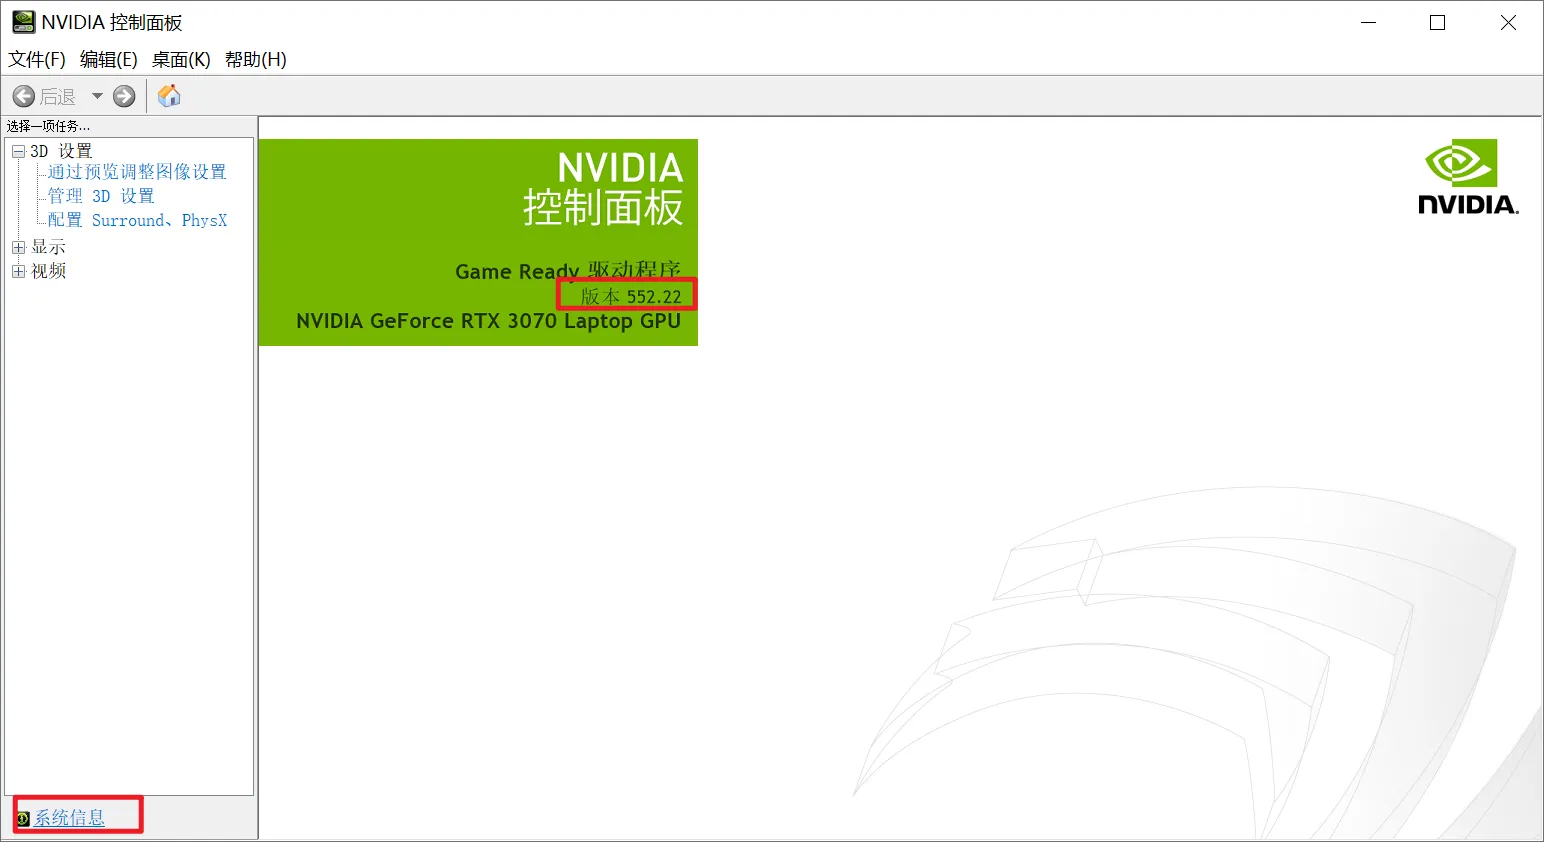 NVIDIA 控制面板
文件(F) 编辑(E) 桌面(K) 帮助(H)
后退
选择一项任务...
3D 设置
通过预览调整图像设置
管理 3D 设置
配置 Surround、PhysX
显示
视频
系统信息
NVIDIA
控制面板
Game Ready 驱动程序
版本 552.22
NVIDIA GeForce RTX 3070 Laptop GPU
NVIDIA.